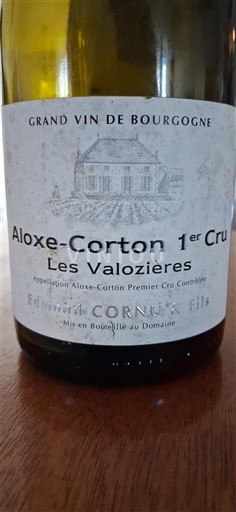 GRAND VIN DE BOURGOGNE
Aloxe-Corton 1er Cru
VINTION
Les Valozières
Appellation Aloxe-Corton Premier Cru Contrôlée
Edmond CORNU & Fils
Mis en Bouteille au Domaine